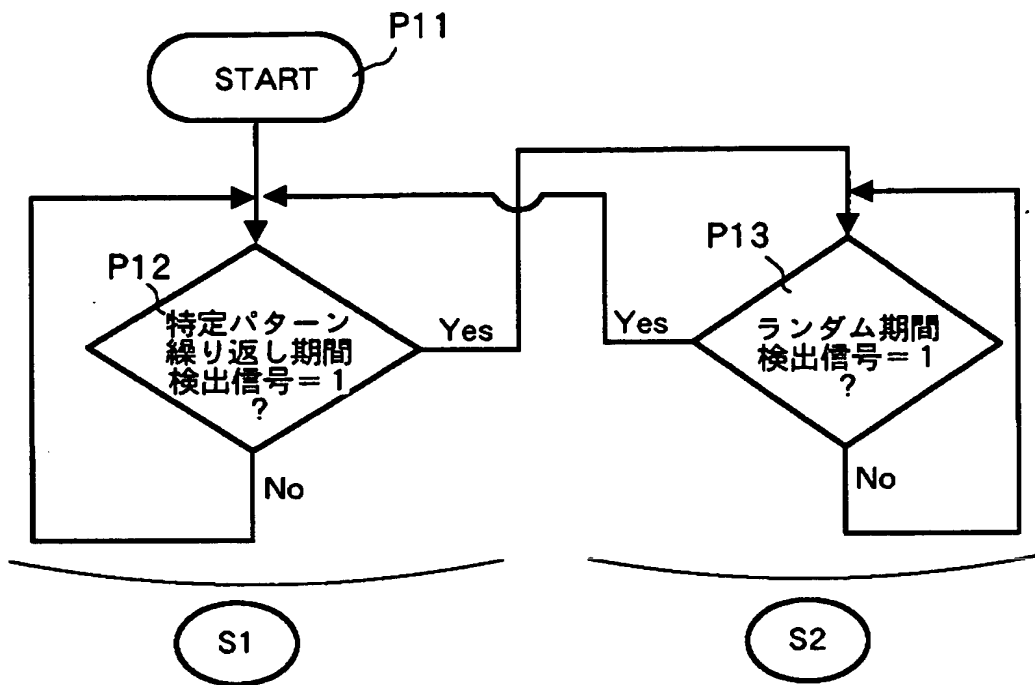 P11
START
P12
特定パターン
繰り返し期間
検出信号=1
?
Yes
No
P13
ランダム期間
検出信号=1
?
Yes
No
S1
S2